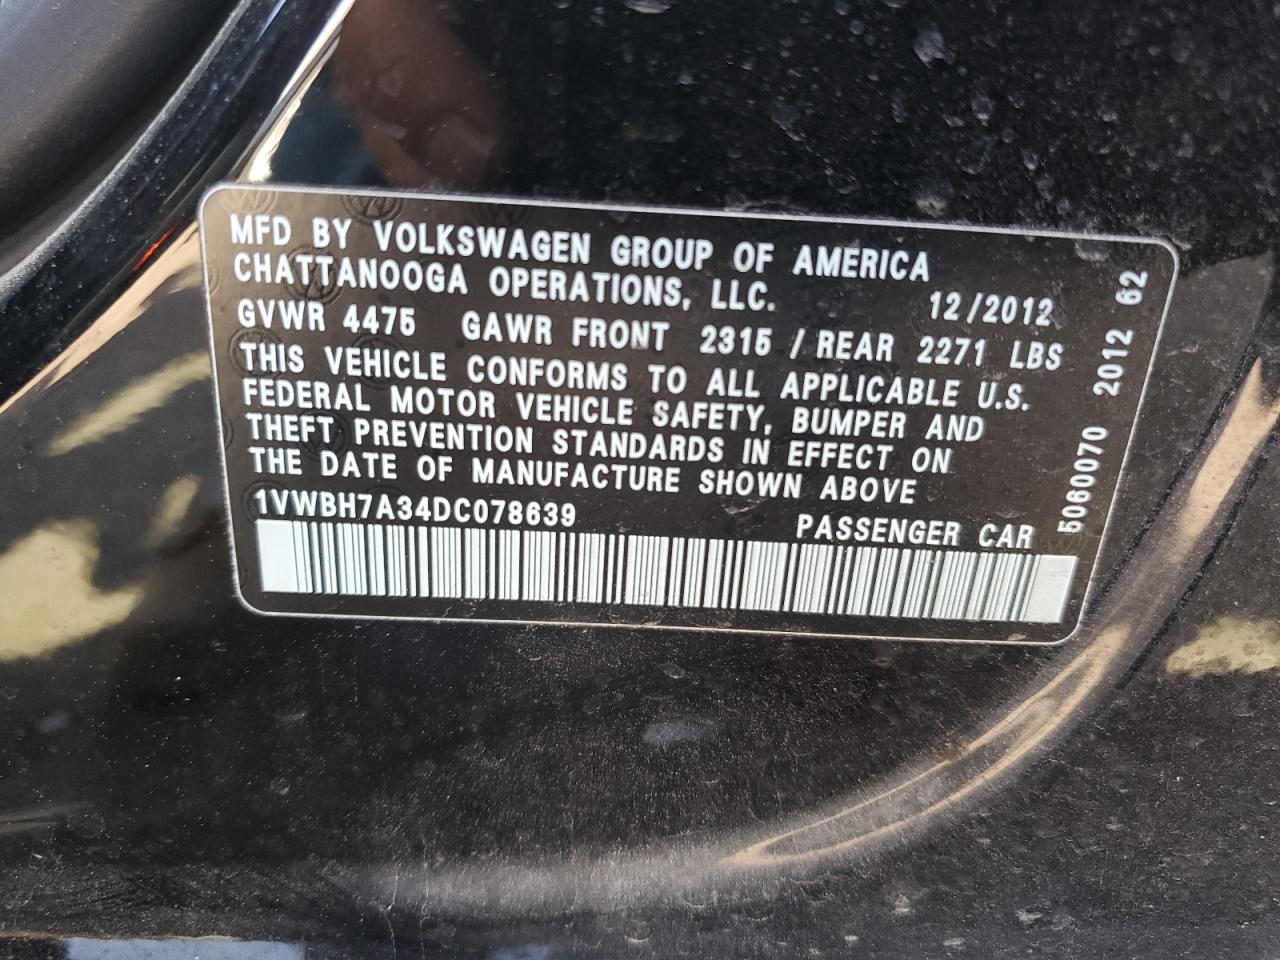 MFD BY VOLKSWAGEN GROUP OF AMERICA
CHATTANOOGA OPERATIONS, LLC. 12/2012
GVWR 4475 GAWR FRONT 2315 / REAR 2271 LBS
THIS VEHICLE CONFORMS TO ALL APPLICABLE U.S.
FEDERAL MOTOR VEHICLE SAFETY, BUMPER AND
THEFT PREVENTION STANDARDS IN EFFECT ON
THE DATE OF MANUFACTURE SHOWN ABOVE
1VWBH7A34DC078639 PASSENGER CAR
5060070 2012 62